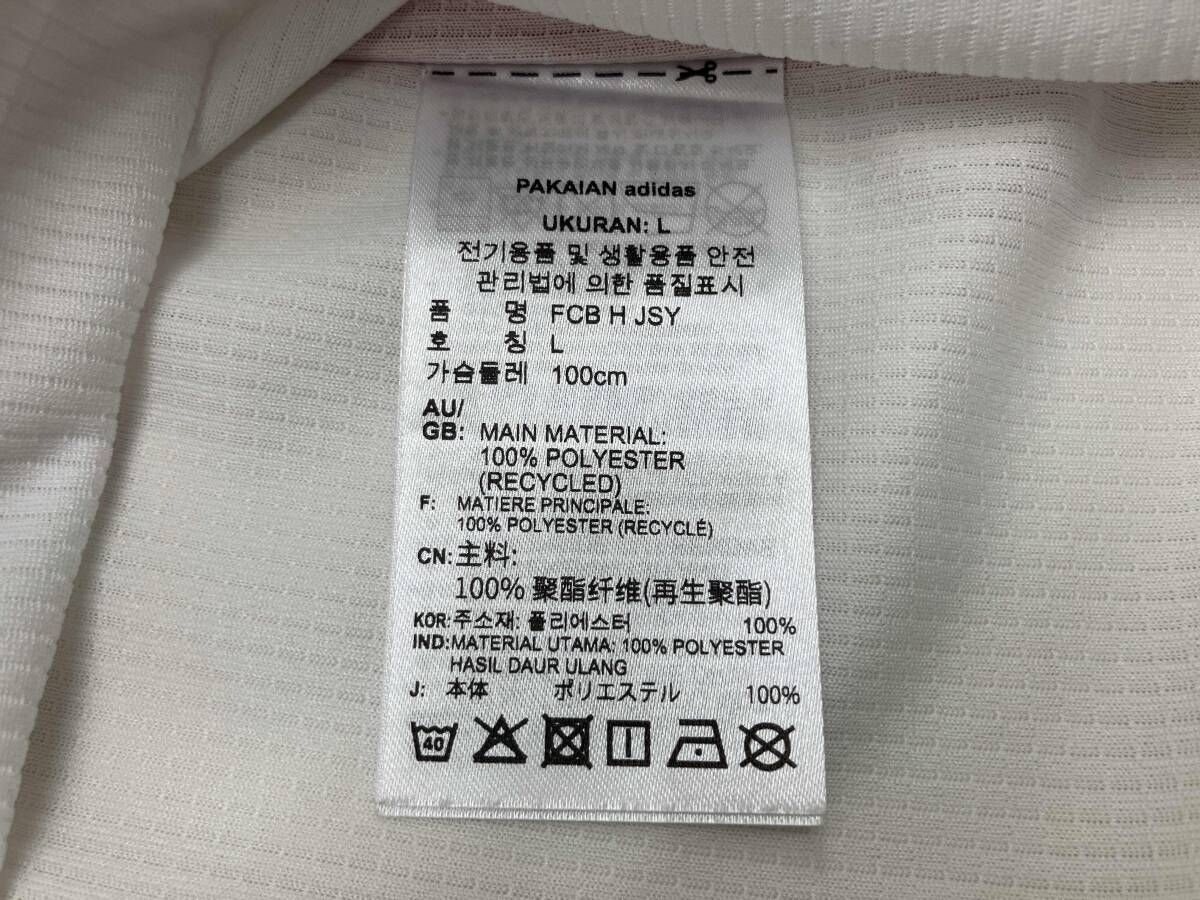 PAKAIAN adidas
UKURAN: L
전기용품 및 생활용품 안전
관리법에 의한 품질표시
품 명 FCB H JSY
호 칭 L
가슴둘레 100cm
AU/
GB: MAIN MATERIAL:
100% POLYESTER
(RECYCLED)
F: MATIERE PRINCIPALE:
100% POLYESTER (RECYCLÉ)
CN: 主料:
100% 聚酯纤维(再生聚酯)
KOR: 주소재: 폴리에스터 100%
IND: MATERIAL UTAMA: 100% POLYESTER
HASIL DAUR ULANG
J: 本体 ポリエステル 100%
40